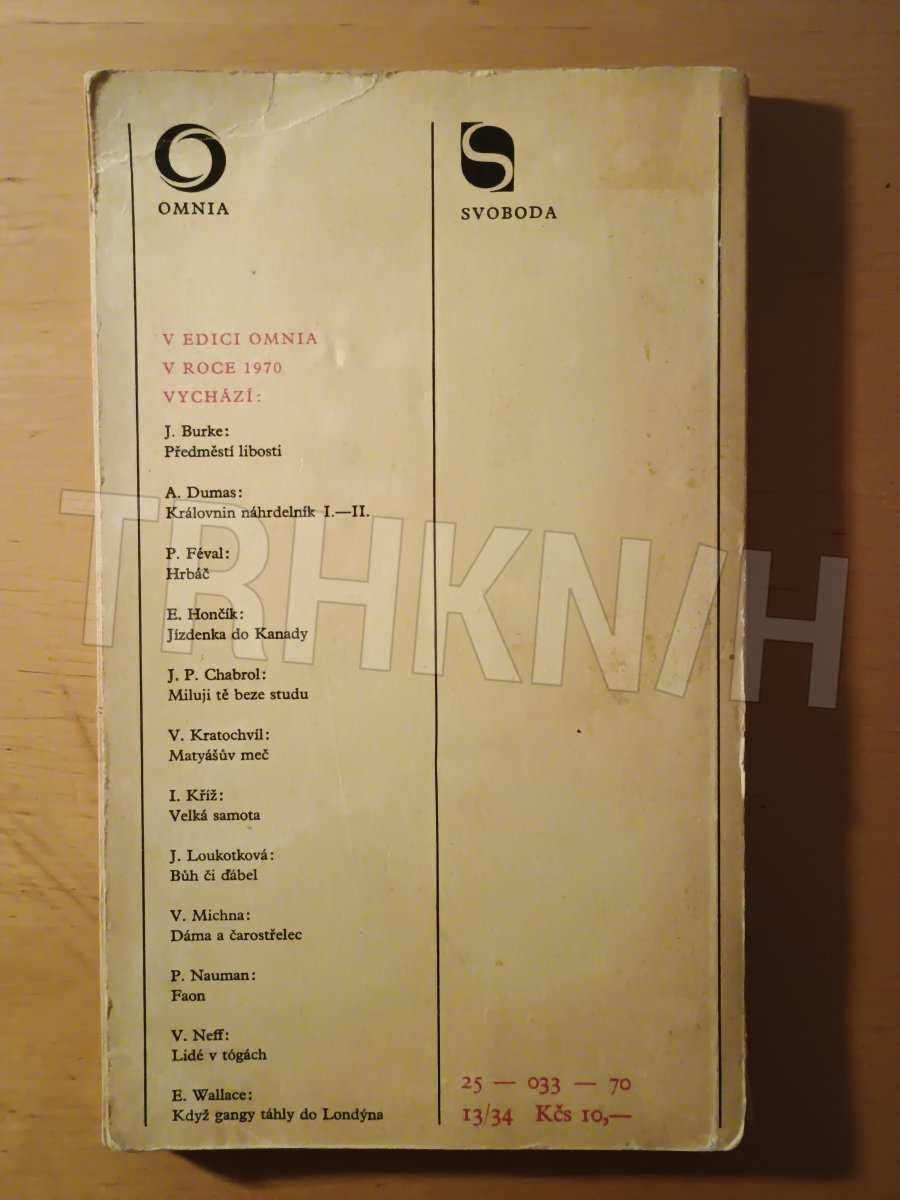 OMNIA
V EDICI OMNIA
V ROCE 1970
VYCHÁZÍ:
J. Burke:
Předměstí libosti
A. Dumas:
Královnin náhrdelník I.—II.
P. Féval:
Hrbáč
E. Hončík:
Jízdenka do Kanady
J. P. Chabrol:
Miluji tě beze studu
V. Kratochvíl:
Matyášův meč
I. Kříž:
Velká samota
J. Loukotková:
Bůh či ďábel
V. Michna:
Dáma a čarostřelec
P. Nauman:
Faon
V. Neff:
Lidé v tógách
E. Wallace:
Když gangy táhly do Londýna
S
SVOBODA
25 — 033 — 70
13/34 Kčs 10,—
TRHKNIH